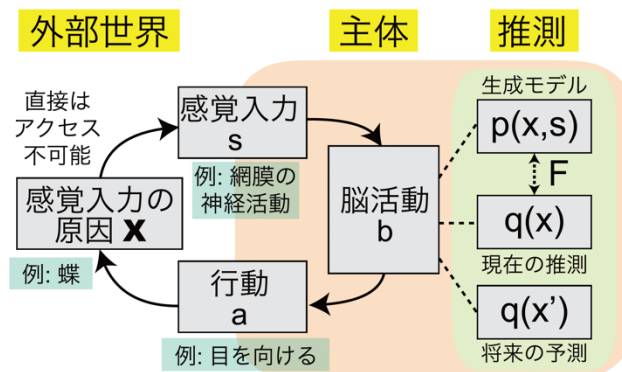 外部世界
主体
推測
直接は
アクセス
不可能
感覚入力
s
例: 網膜の
神経活動
感覚入力の
原因 x
例: 蝶
行動
a
例: 目を向ける
脳活動
b
生成モデル
p(x,s)
F
q(x)
現在の推測
q(x’)
将来の予測